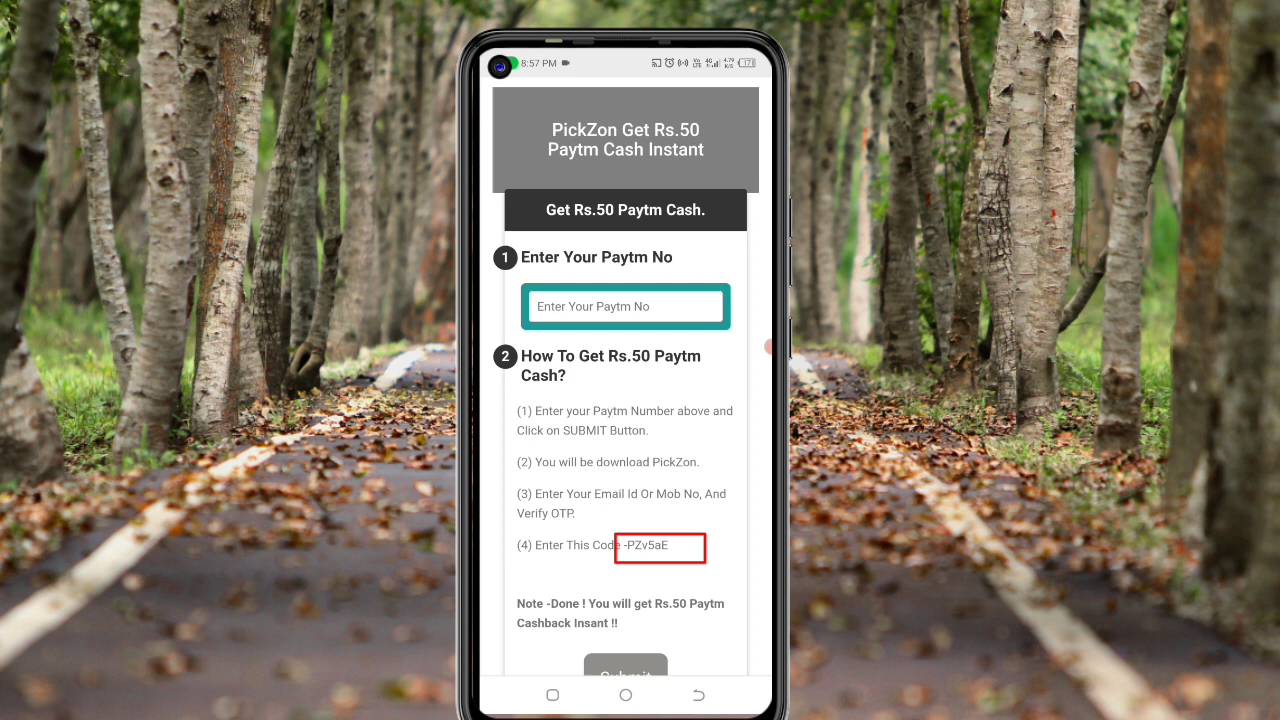 8:57 PM
PickZon Get Rs.50
Paytm Cash Instant
Get Rs.50 Paytm Cash.
1 Enter Your Paytm No
Enter Your Paytm No
2 How To Get Rs.50 Paytm
Cash?
(1) Enter your Paytm Number above and
Click on SUBMIT Button.
(2) You will be download PickZon.
(3) Enter Your Email Id Or Mob No, And
Verify OTP.
(4) Enter This Code -PZv5aE
Note -Done ! You will get Rs.50 Paytm
Cashback Insant !!
Submit